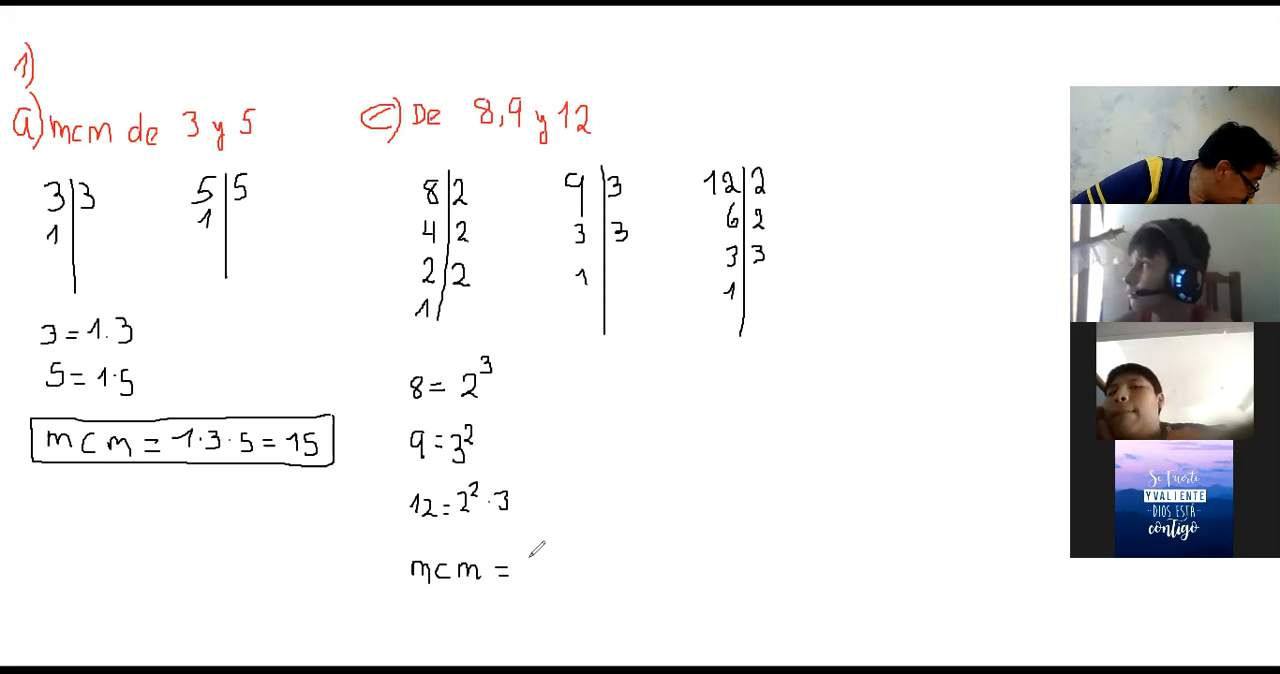 1)
a) mcm de 3 y 5
3 | 3
1
5 | 5
1
3 = 1.3
5 = 1.5
mcm = 1.3.5 = 15
c) De 8,9 y 12
8 | 2
4 | 2
2 | 2
1
9 | 3
3 | 3
1
12 | 2
6 | 2
3 | 3
1
8 = 2³
9 = 3²
12 = 2² . 3
mcm =
Se Fuerte
Y VALIENTE
-DIOS ESTÁ-
contigo